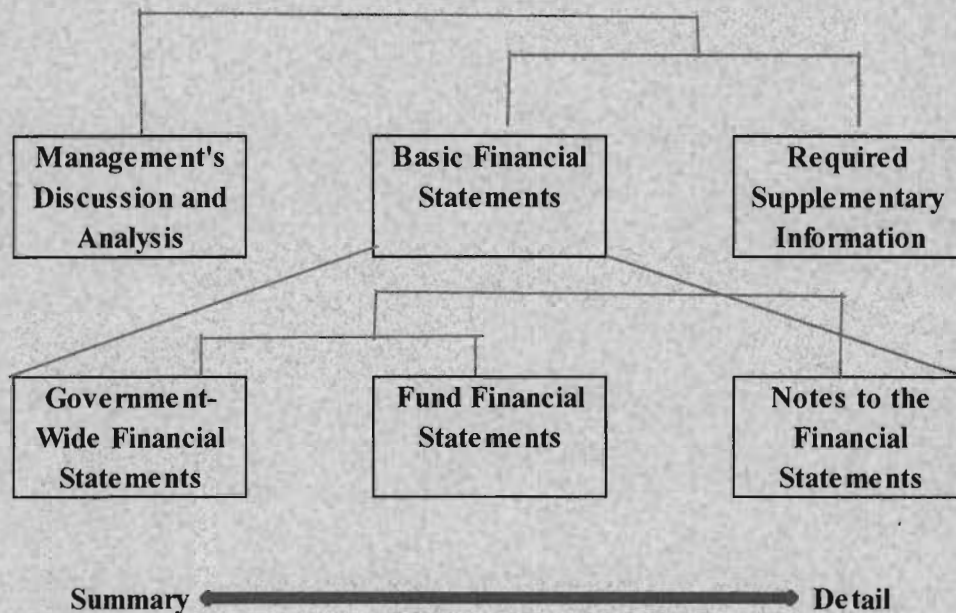 Management's
Discussion and
Analysis
Basic Financial
Statements
Required
Supplementary
Information
Government-
Wide Financial
Statements
Fund Financial
Statements
Notes to the
Financial
Statements
Summary
Detail